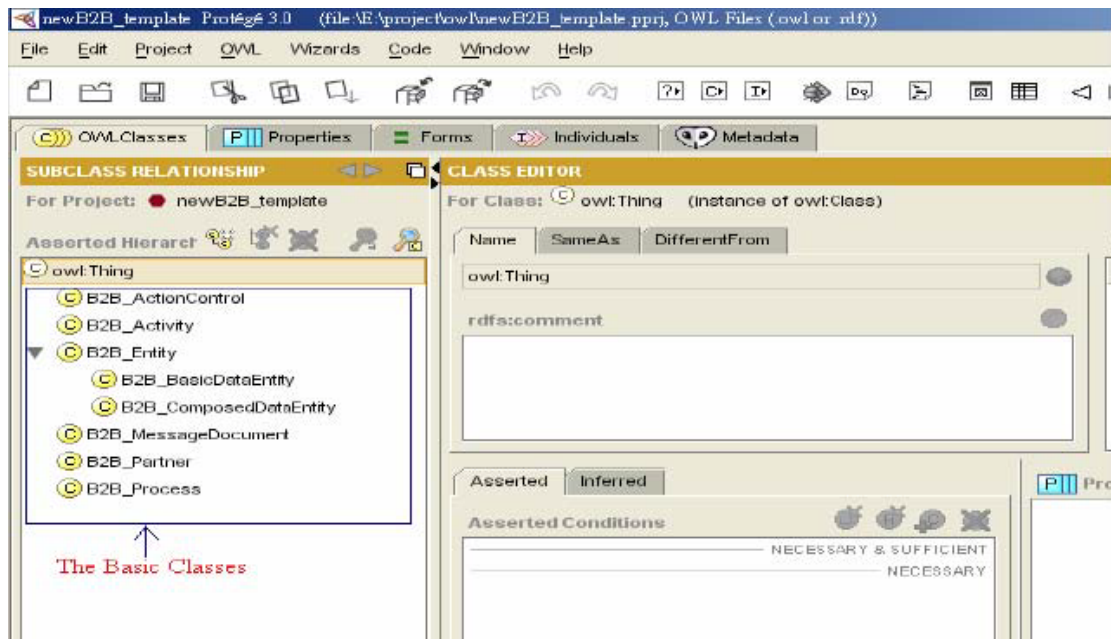 newB2B_template Protégé 3.0 (file:\E:\project\owl\newB2B_template.pprj, OWL Files (.owl or .rdf))
File Edit Project OWL Wizards Code Window Help
OWLClasses Properties Forms Individuals Metadata
SUBCLASS RELATIONSHIP
For Project: newB2B_template
Asserted Hierarch
owl:Thing
B2B_ActionControl
B2B_Activity
B2B_Entity
B2B_BasicDataEntity
B2B_ComposedDataEntity
B2B_MessageDocument
B2B_Partner
B2B_Process
The Basic Classes
CLASS EDITOR
For Class: owl:Thing (instance of owl:Class)
Name SameAs DifferentFrom
owl:Thing
rdfs:comment
Asserted Inferred
Asserted Conditions
NECESSARY & SUFFICIENT
NECESSARY